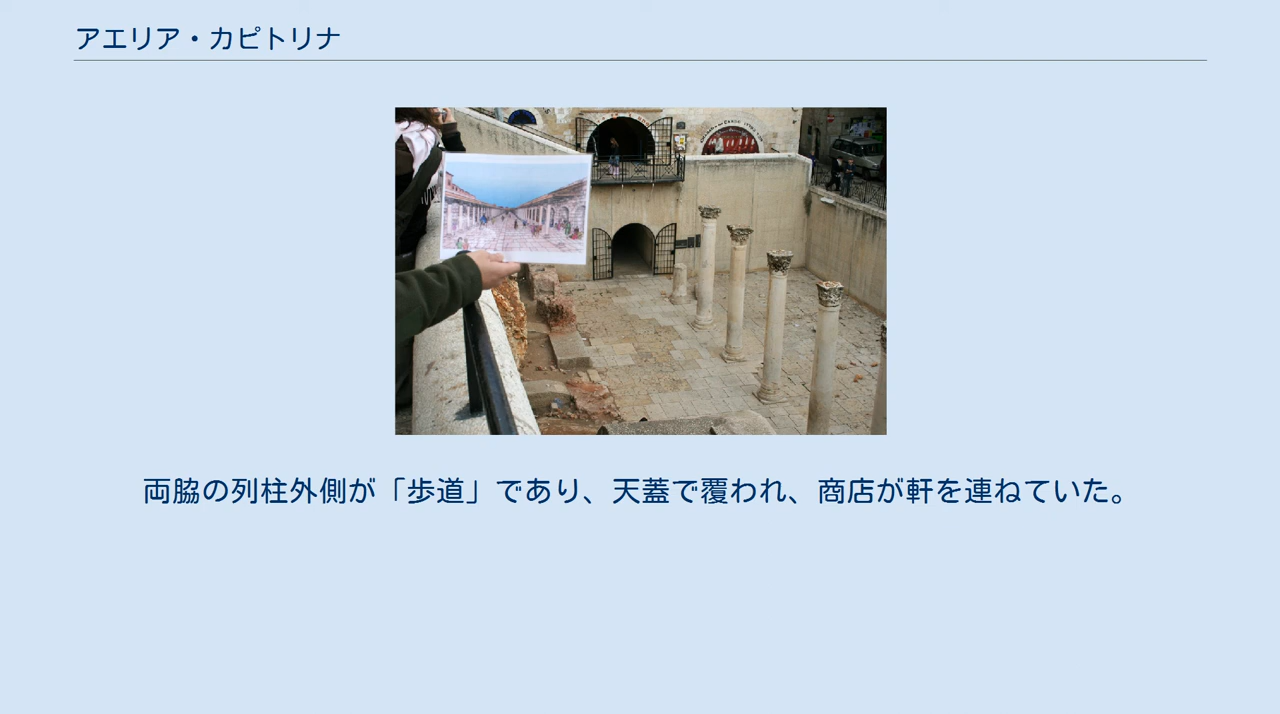 アエリア・カピトリナ
両脇の列柱外側が「歩道」であり、天蓋で覆われ、商店が軒を連ねていた。